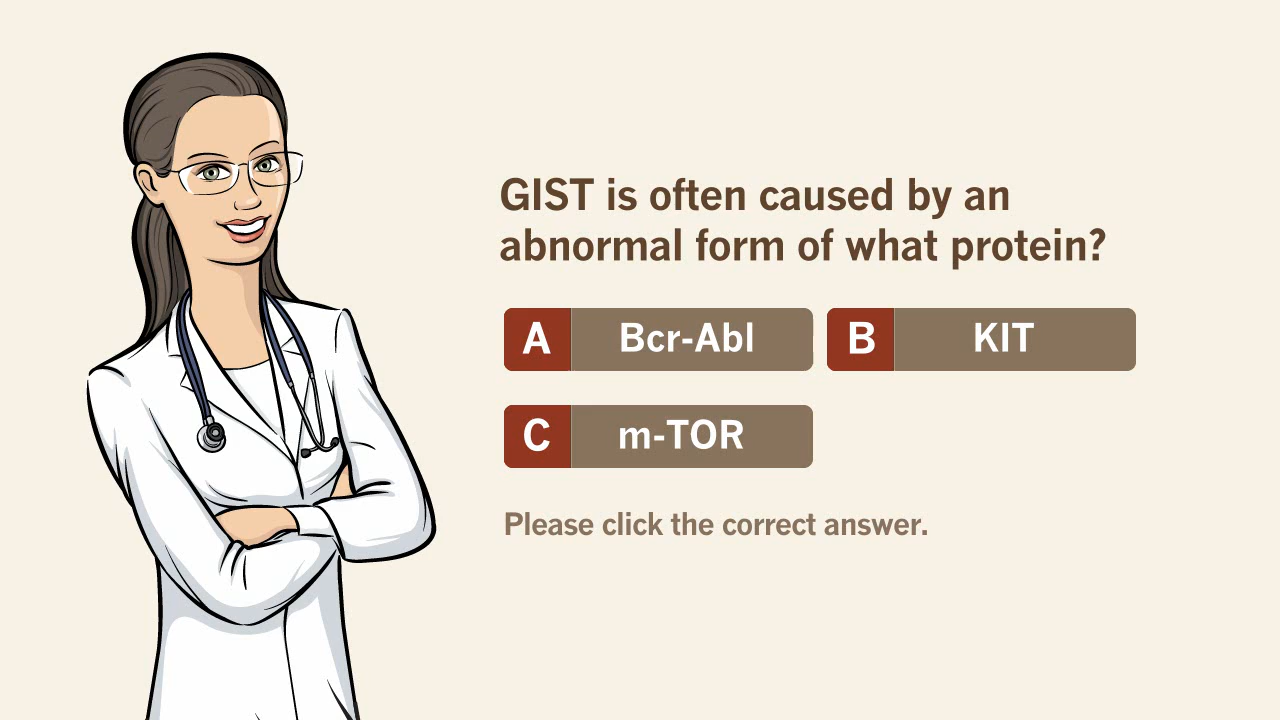 GIST is often caused by an
abnormal form of what protein?
A Bcr-Abl B KIT
C m-TOR
Please click the correct answer.